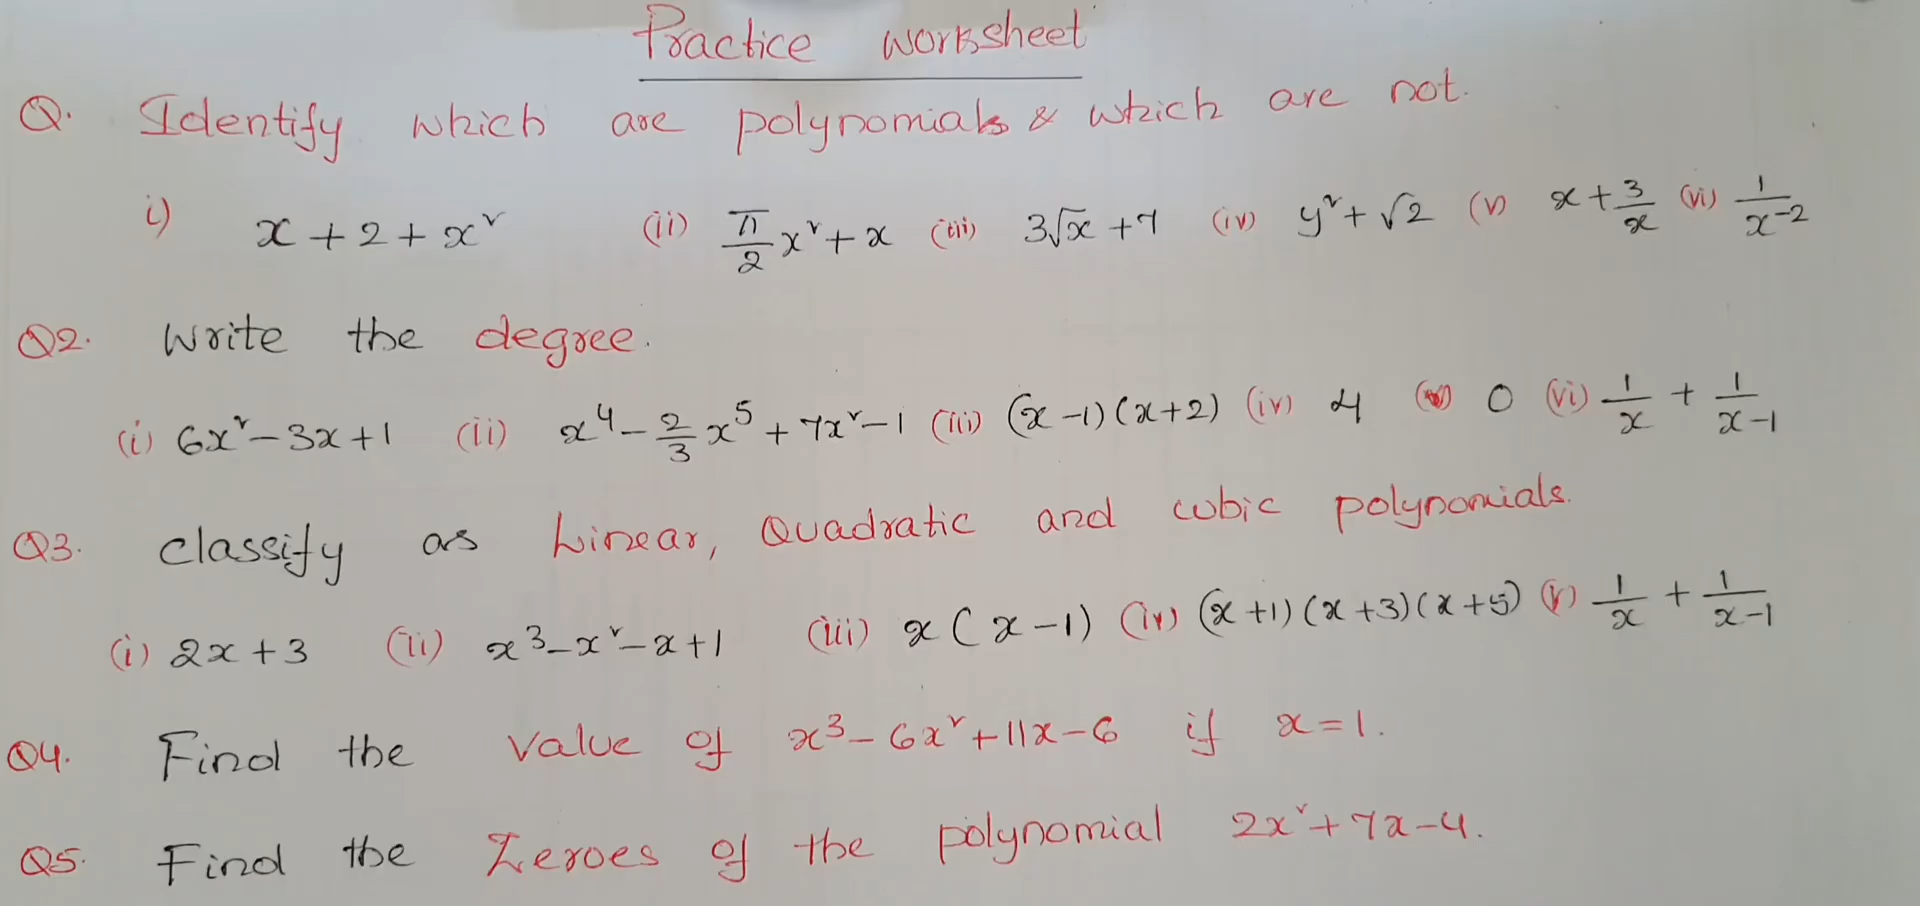 Practice worksheet
Q. Identify which are polynomials & which are not.
i) x + 2 + x² (ii) π/2 x² + x (iii) 3√x + 7 (iv) y² + √2 (v) x + 3/x (vi) 1/x-2
Q2. Write the degree.
(i) 6x² - 3x + 1 (ii) x⁴ - 2/3 x⁵ + 7x² - 1 (iii) (x - 1)(x + 2) (iv) 4 (v) 0 (vi) 1/x + 1/x-1
Q3. classify as Linear, Quadratic and cubic polynomials.
(i) 2x + 3 (ii) x³ - x² - x + 1 (iii) x(x - 1) (iv) (x + 1)(x + 3)(x + 5) (v) 1/x + 1/x-1
Q4. Find the value of x³ - 6x² + 11x - 6 if x = 1.
Q5. Find the Zeroes of the polynomial 2x² + 7x - 4.